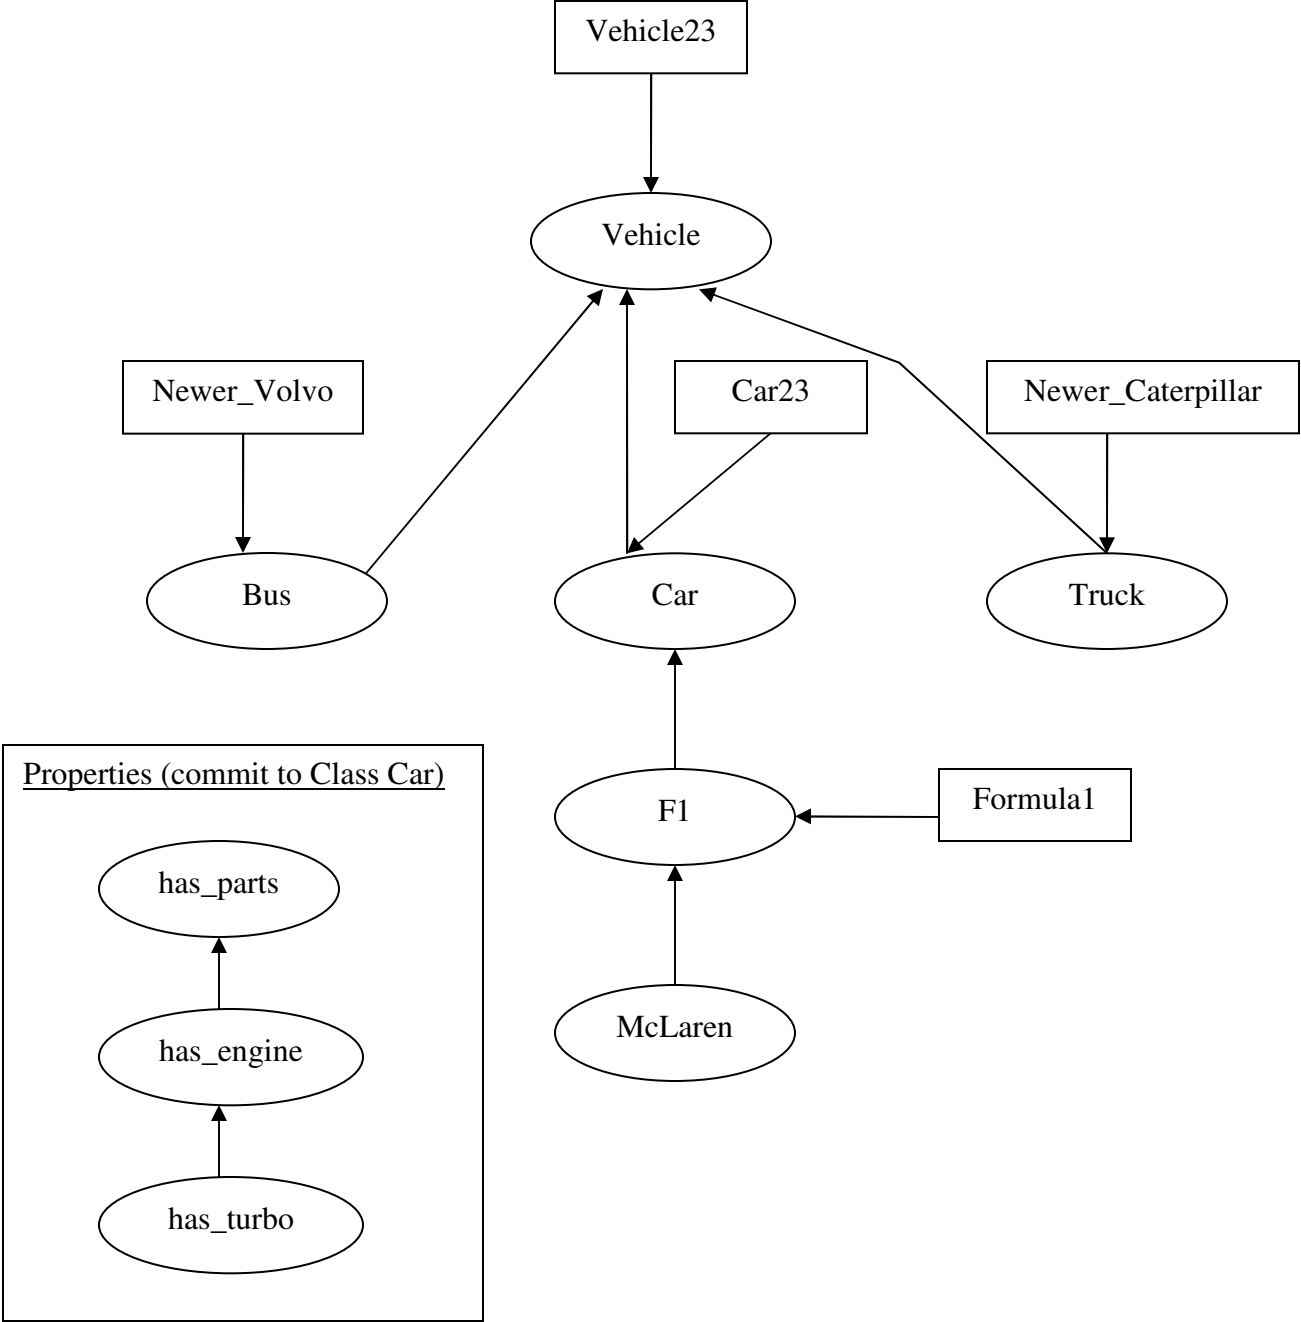 Vehicle23
Vehicle
Newer_Volvo
Car23
Newer_Caterpillar
Bus
Car
Truck
Properties (commit to Class Car)
F1
Formula1
has_parts
McLaren
has_engine
has_turbo